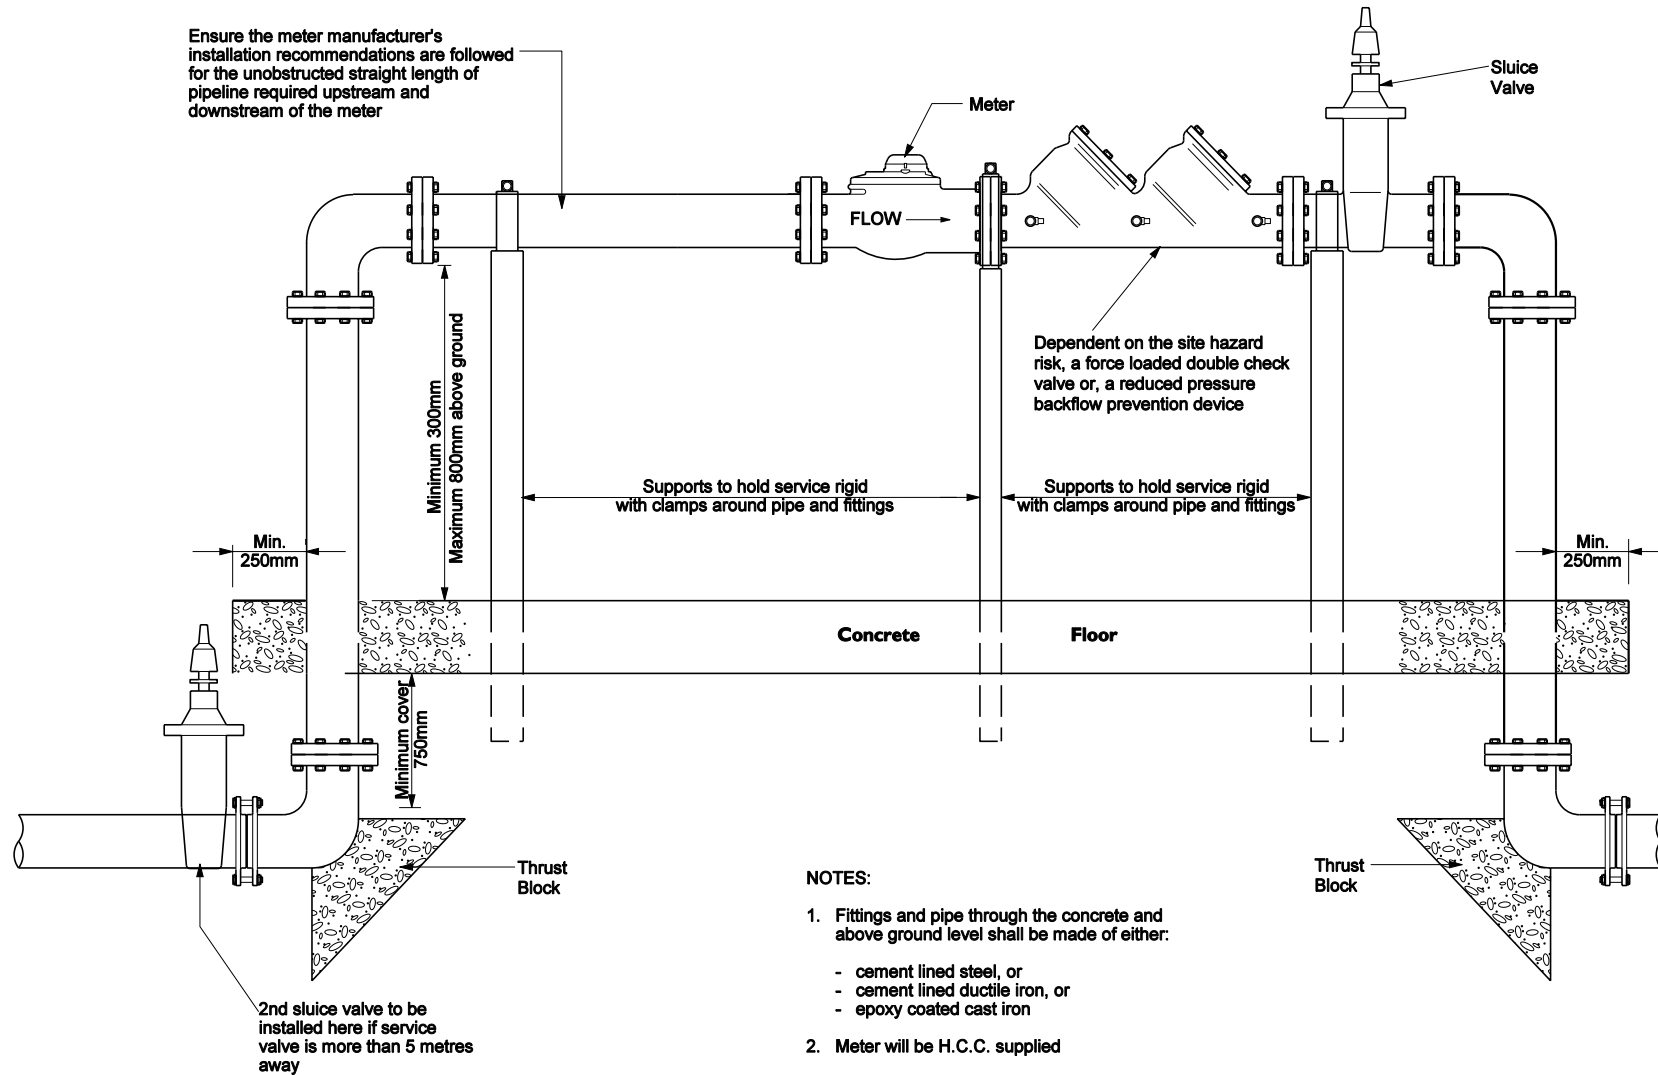 Ensure the meter manufacturer's
installation recommendations are followed
for the unobstructed straight length of
pipeline required upstream and
downstream of the meter
Meter
Sluice
Valve
FLOW
Dependent on the site hazard
risk, a force loaded double check
valve or, a reduced pressure
backflow prevention device
Minimum 300mm
Maximum 800mm above ground
Supports to hold service rigid
with clamps around pipe and fittings
Supports to hold service rigid
with clamps around pipe and fittings
Min.
250mm
Min.
250mm
Concrete Floor
Minimum cover
750mm
Thrust
Block
Thrust
Block
2nd sluice valve to be
installed here if service
valve is more than 5 metres
away
NOTES:
1. Fittings and pipe through the concrete and
above ground level shall be made of either:
- cement lined steel, or
- cement lined ductile iron, or
- epoxy coated cast iron
2. Meter will be H.C.C. supplied